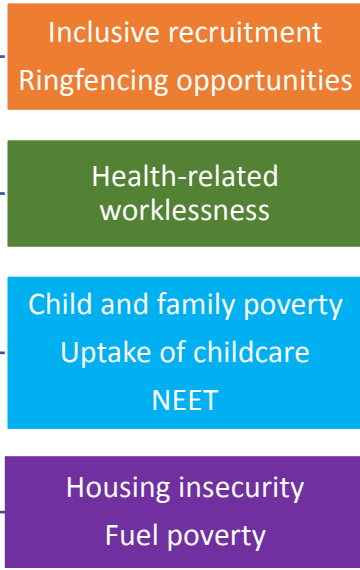 Inclusive recruitment
Ringfencing opportunities
Health-related
worklessness
Child and family poverty
Uptake of childcare
NEET
Housing insecurity
Fuel poverty